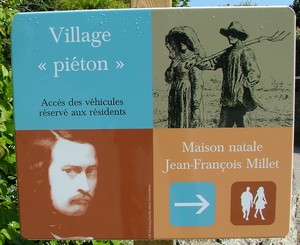 Village
« piéton »
Accès des véhicules
réservé aux résidents
Maison natale
Jean-François Millet